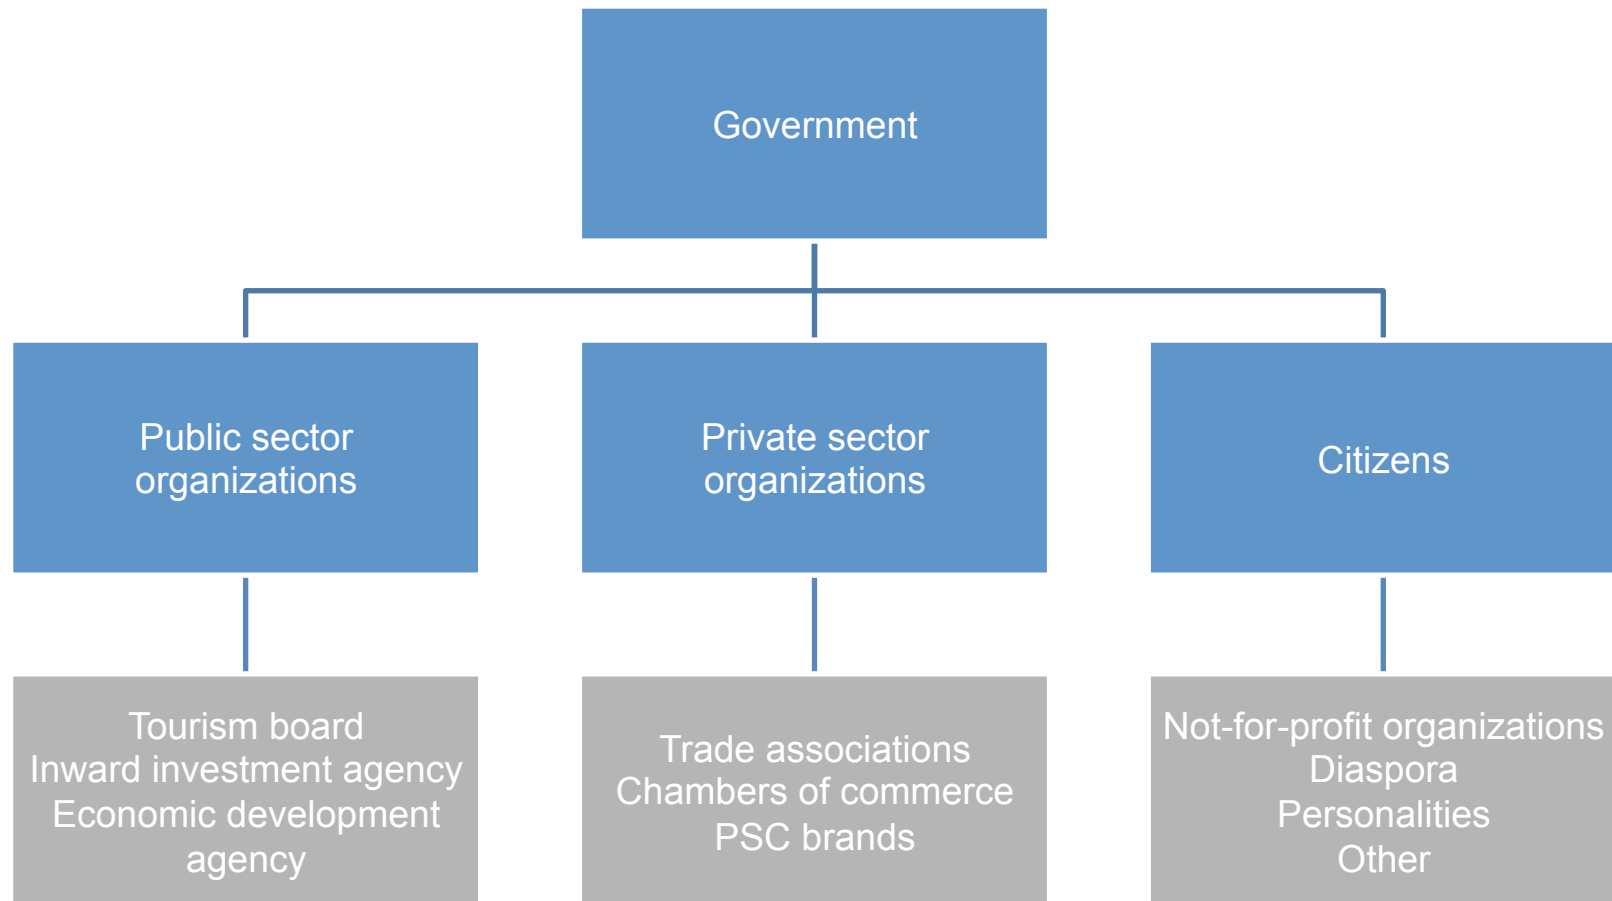 Government
Public sector
organizations
Private sector
organizations
Citizens
Tourism board
Inward investment agency
Economic development
agency
Trade associations
Chambers of commerce
PSC brands
Not-for-profit organizations
Diaspora
Personalities
Other